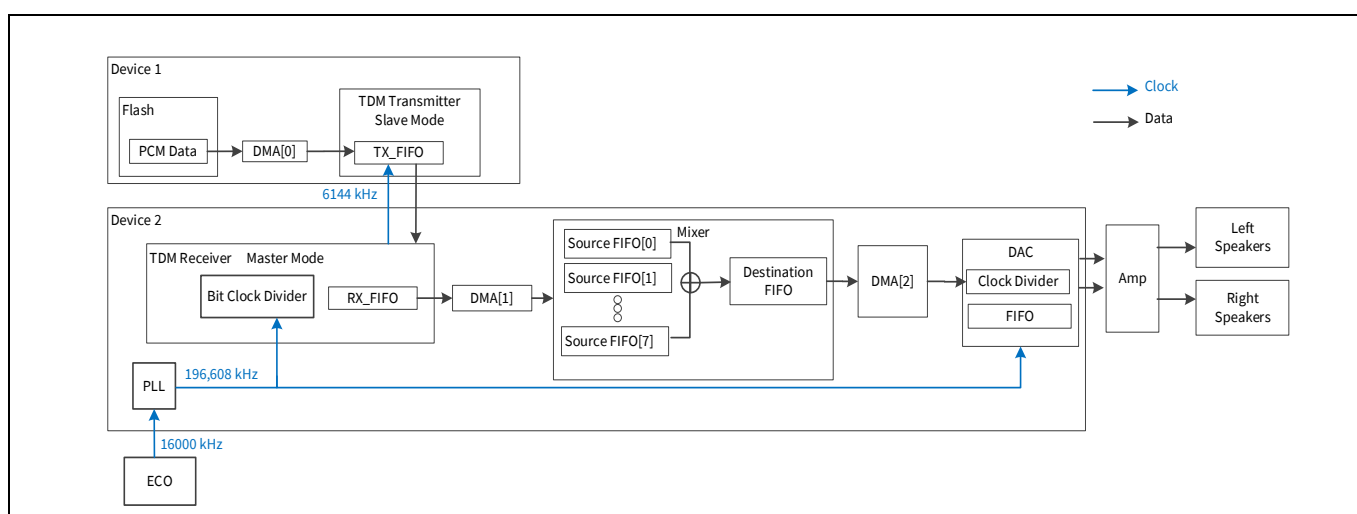 Device 1
Flash
PCM Data
DMA[0]
TDM Transmitter
Slave Mode
TX_FIFO
Clock
Data
6144 kHz
Device 2
TDM Receiver Master Mode
Bit Clock Divider
RX_FIFO
DMA[1]
Mixer
Source FIFO[0]
Source FIFO[1]
Source FIFO[7]
Destination
FIFO
DMA[2]
DAC
Clock Divider
FIFO
Amp
Left
Speakers
Right
Speakers
PLL
196,608 kHz
16000 kHz
ECO